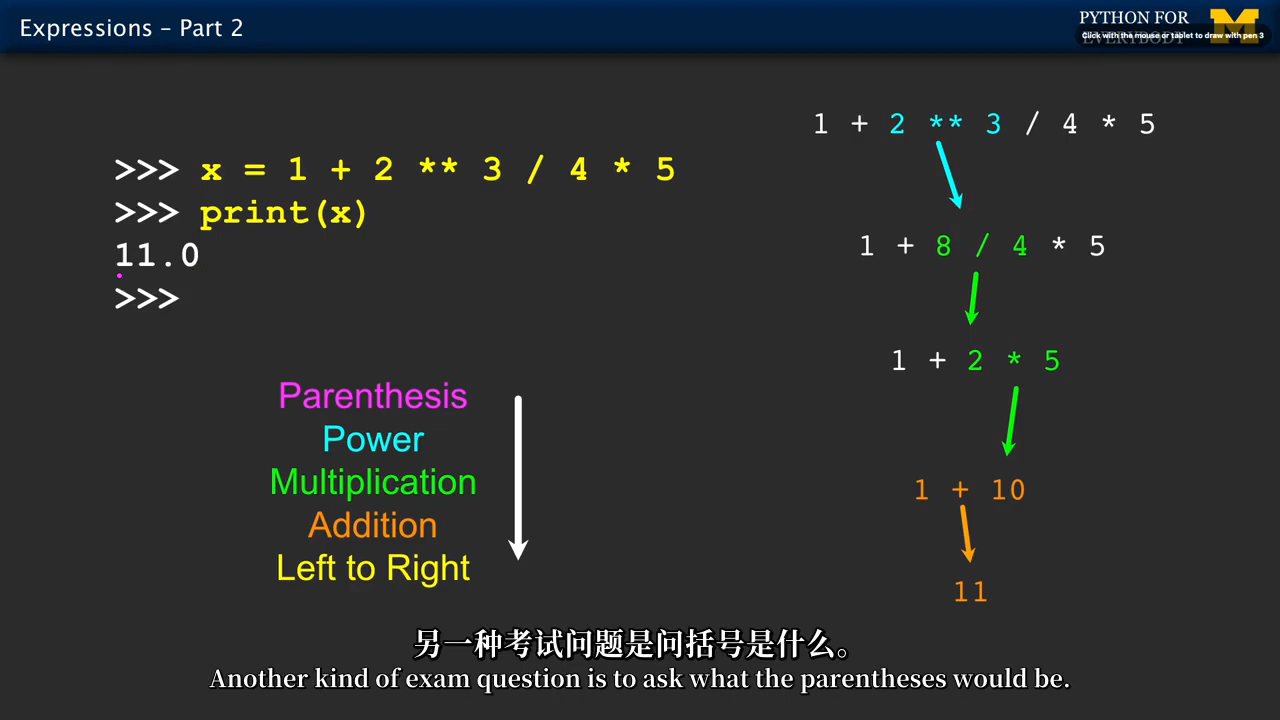 Expressions – Part 2
PYTHON FOR
EVERYBODY
Click with the mouse or tablet to draw with pen 3
>>> x = 1 + 2 ** 3 / 4 * 5
>>> print(x)
11.0
>>>
Parenthesis
Power
Multiplication
Addition
Left to Right
1 + 2 ** 3 / 4 * 5
1 + 8 / 4 * 5
1 + 2 * 5
1 + 10
11
另一种考试问题是问括号是什么。
Another kind of exam question is to ask what the parentheses would be.